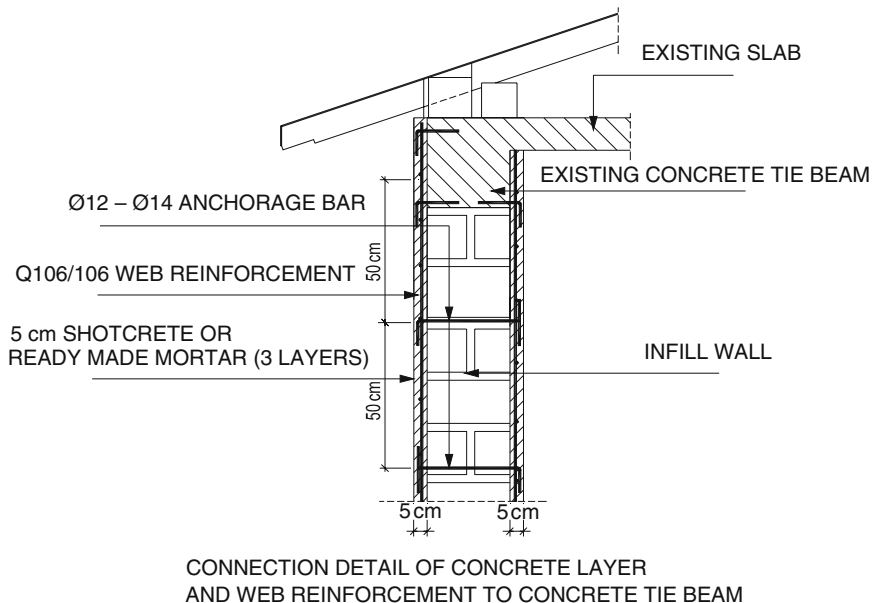 EXISTING SLAB
EXISTING CONCRETE TIE BEAM
Ø12 – Ø14 ANCHORAGE BAR
50 cm
Q106/106 WEB REINFORCEMENT
5 cm SHOTCRETE OR
READY MADE MORTAR (3 LAYERS)
INFILL WALL
50 cm
5 cm
5 cm
CONNECTION DETAIL OF CONCRETE LAYER
AND WEB REINFORCEMENT TO CONCRETE TIE BEAM